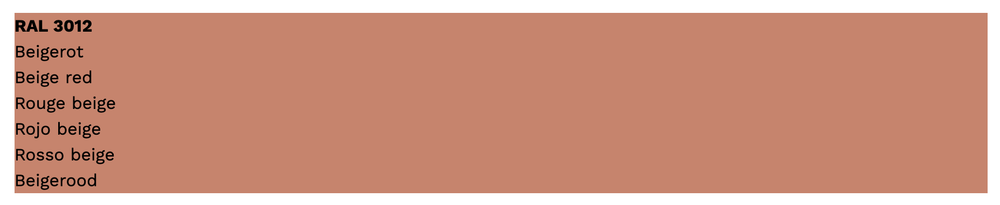 RAL 3012
Beigerot
Beige red
Rouge beige
Rojo beige
Rosso beige
Beigerood